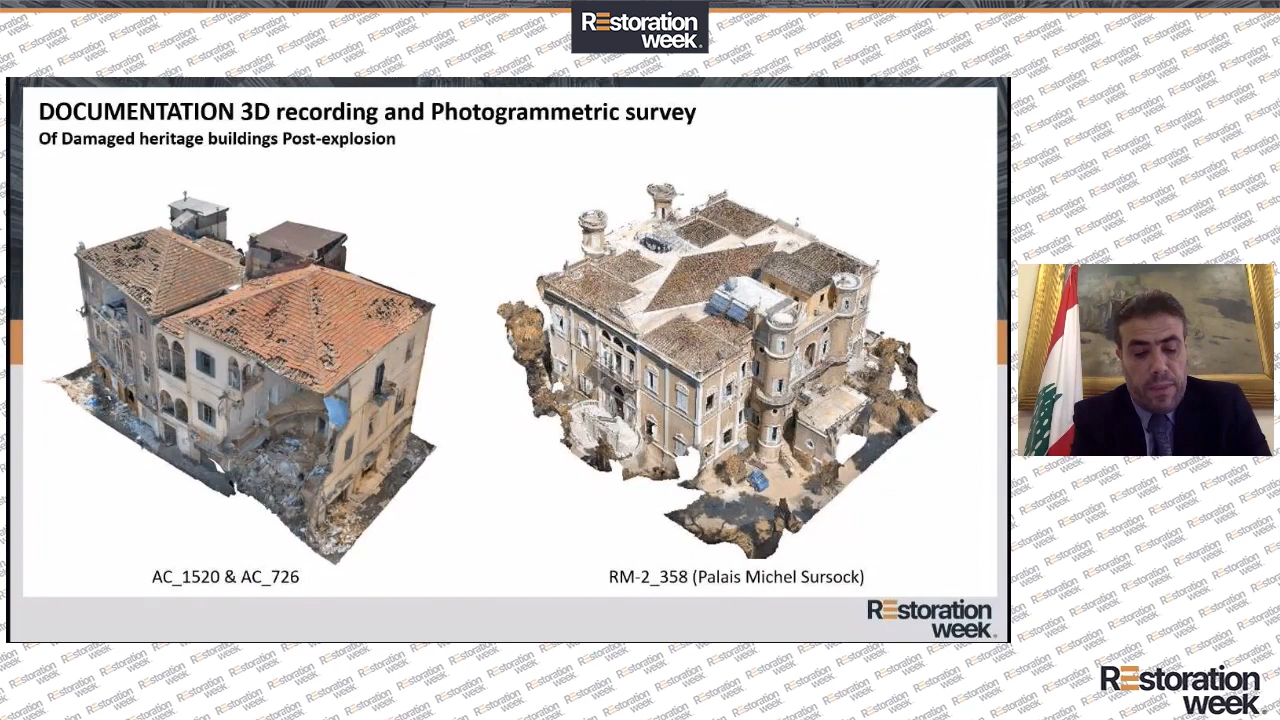 REstoration
week.
DOCUMENTATION 3D recording and Photogrammetric survey
Of Damaged heritage buildings Post-explosion
AC_1520 & AC_726
RM-2_358 (Palais Michel Sursock)
REstoration
week.
REstoration
week.